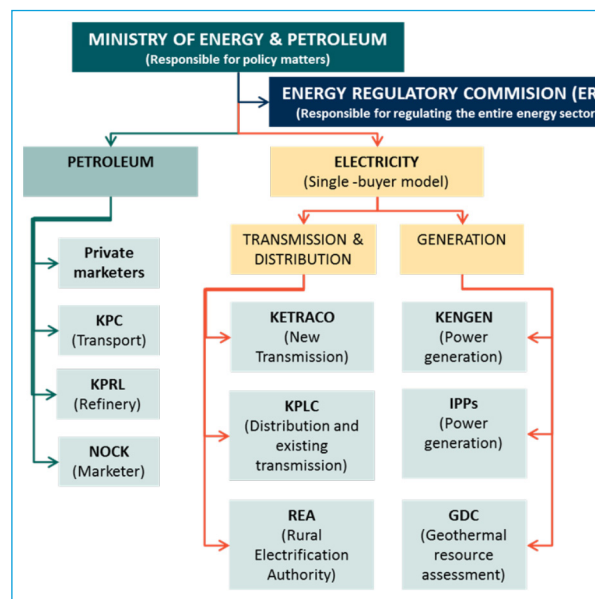 MINISTRY OF ENERGY & PETROLEUM
(Responsible for policy matters)
ENERGY REGULATORY COMMISION (ER
(Responsible for regulating the entire energy sector
PETROLEUM
ELECTRICITY
(Single -buyer model)
TRANSMISSION &
DISTRIBUTION
GENERATION
Private
marketers
KPC
(Transport)
KPRL
(Refinery)
NOCK
(Marketer)
KETRACO
(New
Transmission)
KPLC
(Distribution and
existing
transmission)
REA
(Rural
Electrification
Authority)
KENGEN
(Power
generation)
IPPs
(Power
generation)
GDC
(Geothermal
resource
assessment)